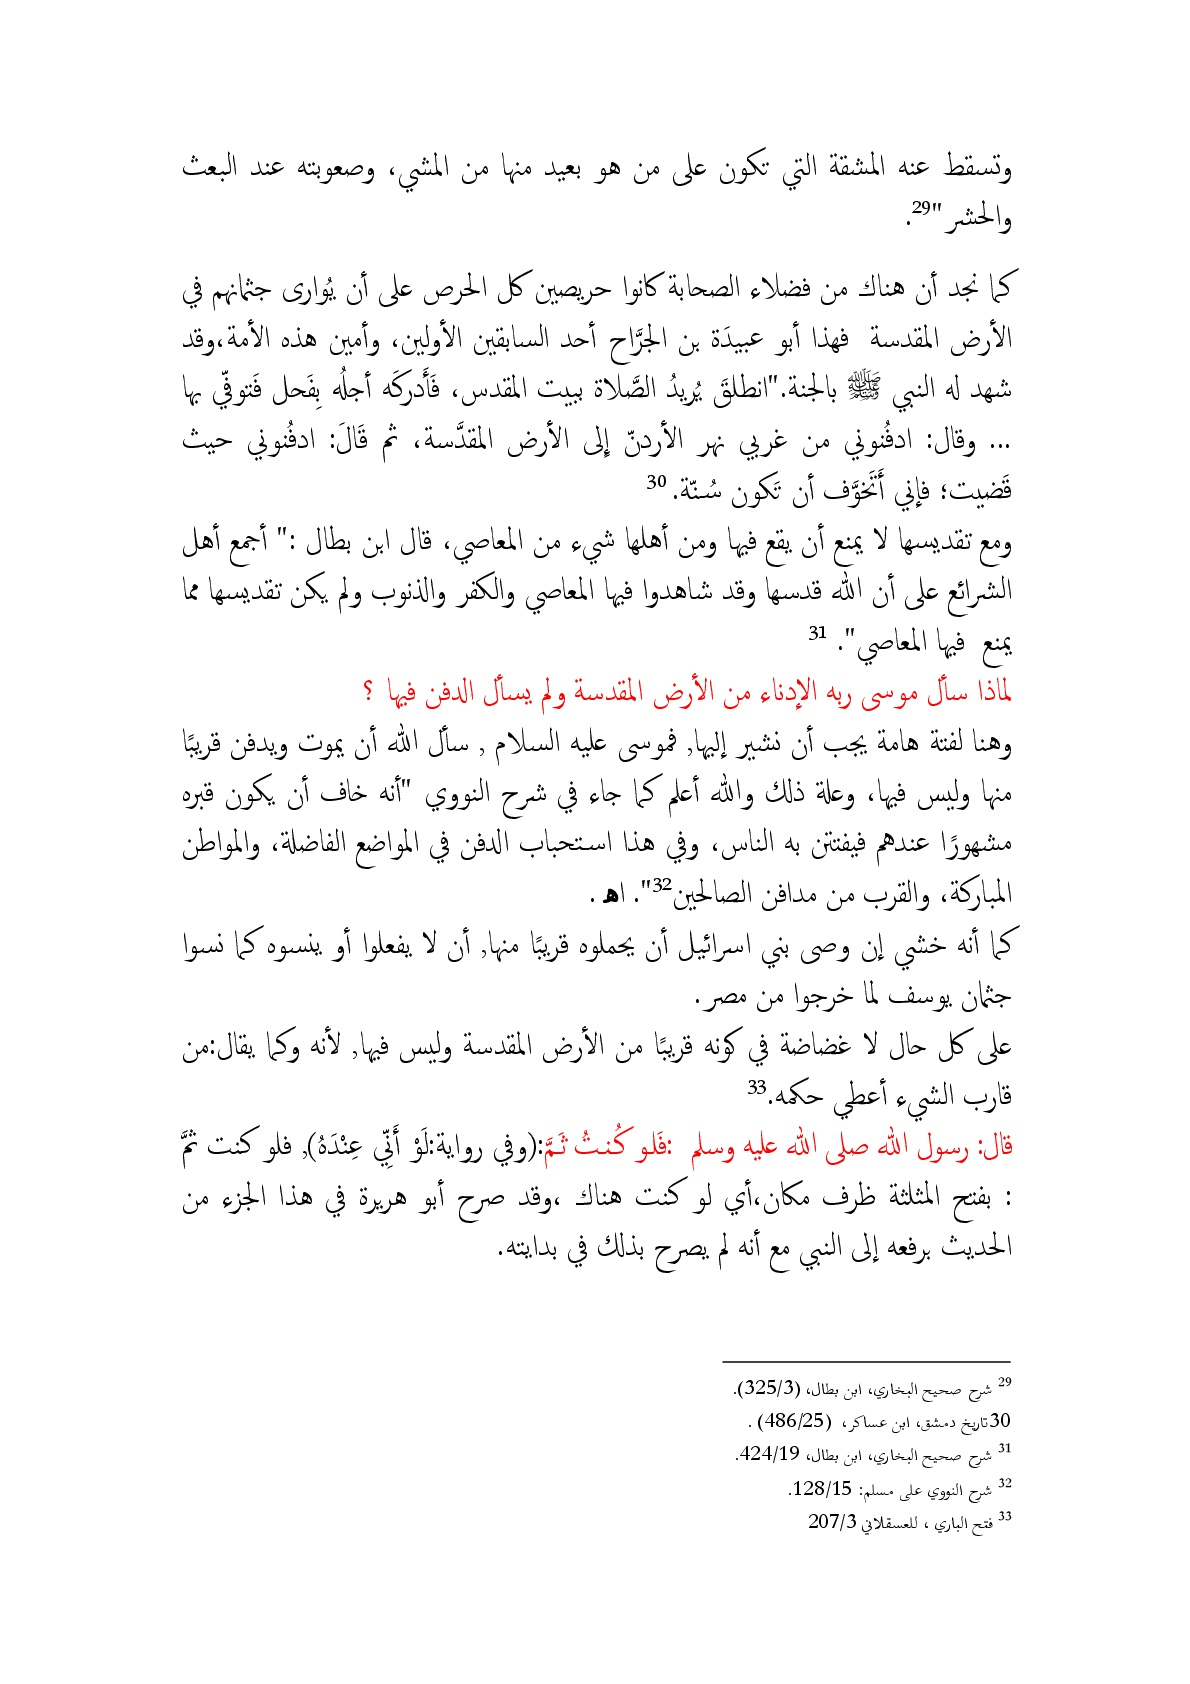 وتسقط عنه المشقة التي تكون على من هو بعيد منها من المشي، وصعوبته عند البعث
والحشر "29.
كما نجد أن هناك من فضلاء الصحابة كانوا حريصين كل الحرص على أن يُوارى جثمانهم في
الأرض المقدسة فهذا أبو عبيدَة بن الجرَّاح أحد السابقين الأولين، وأمين هذه الأمة،وقد
شهد له النبي ﷺ بالجنة."انطلقَ يُريدُ الصَّلاة ببيت المقدس، فَأَدركَه أجلُه بِفَحل فَتوفّي بها
... وقال: ادفُنوني من غربي نهر الأردنّ إِلى الأرض المقدَّسة، ثم قَالَ: ادفُنوني حيث
قَضيت؛ فإني أَتَخوَّف أن تَكون سُنّة. 30
ومع تقديسها لا يمنع أن يقع فيها ومن أهلها شيء من المعاصي، قال ابن بطال :" أجمع أهل
الشرائع على أن الله قدسها وقد شاهدوا فيها المعاصي والكفر والذنوب ولم يكن تقديسها مما
يمنع فيها المعاصي". 31
لماذا سأل موسى ربه الإدناء من الأرض المقدسة ولم يسأل الدفن فيها ؟
وهنا لفتة هامة يجب أن نشير إليها, فموسى عليه السلام , سأل الله أن يموت ويدفن قريبًا
منها وليس فيها، وعلة ذلك والله أعلم كما جاء في شرح النووي "أنه خاف أن يكون قبره
مشهورًا عندهم فيفتتن به الناس، وفي هذا استحباب الدفن في المواضع الفاضلة، والمواطن
المباركة، والقرب من مدافن الصالحين32". اهـ .
كما أنه خشي إن وصى بني اسرائيل أن يحملوه قريبًا منها, أن لا يفعلوا أو ينسوه كما نسوا
جثمان يوسف لما خرجوا من مصر .
على كل حال لا غضاضة في كونه قريبًا من الأرض المقدسة وليس فيها, لأنه وكما يقال:من
قارب الشيء أعطي حكمه.33
قال: رسول الله صلى الله عليه وسلم :فَلو كُنتُ ثَمَّ:(وفي رواية:لَوْ أَنِّي عِنْدَهُ), فلو كنت ثمَّ
: بفتح المثلثة ظرف مكان،أي لو كنت هناك ،وقد صرح أبو هريرة في هذا الجزء من
الحديث برفعه إلى النبي مع أنه لم يصرح بذلك في بدايته.
29 شرح صحيح البخاري، ابن بطال، (325/3).
30تاريخ دمشق، ابن عساكر، (486/25) .
31 شرح صحيح البخاري، ابن بطال، 424/19.
32 شرح النووي على مسلم: 128/15.
33 فتح الباري ، للعسقلاني 207/3